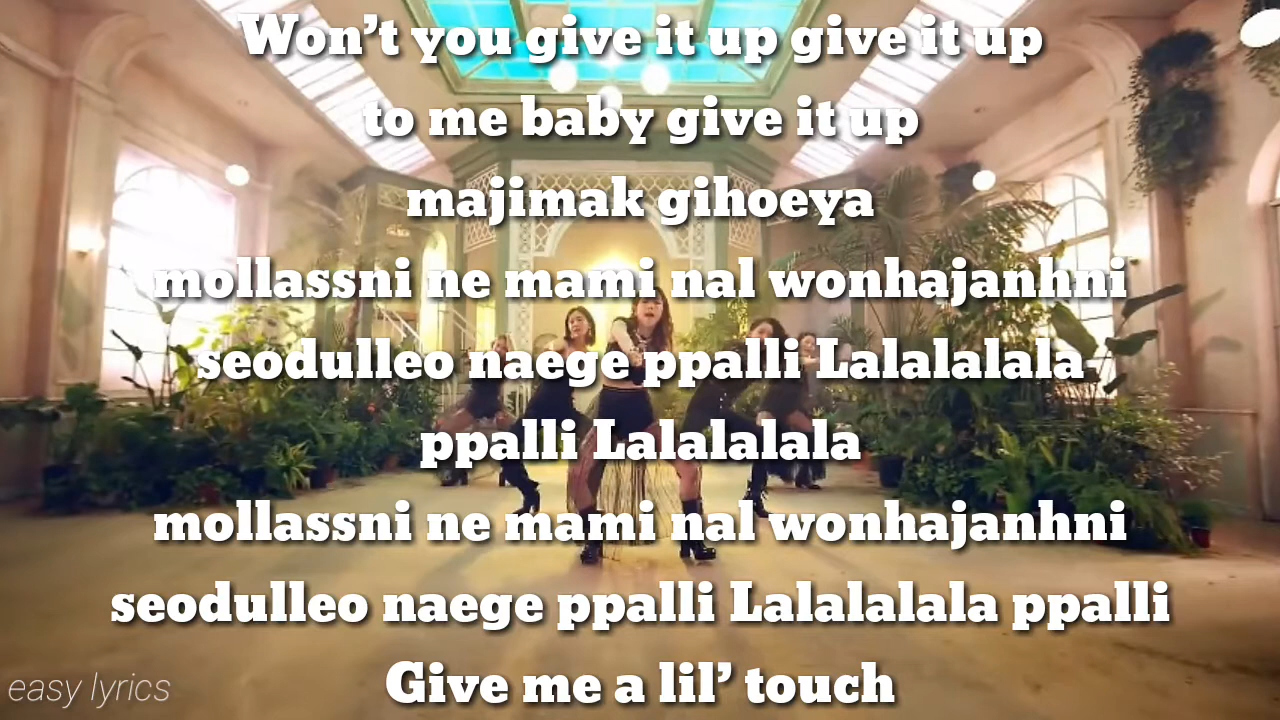 Won't you give it up give it up
to me baby give it up
majimak gihoeya
mollassni ne mami nal wonhajanhni
seodulleo naege ppalli Lalalalala
ppalli Lalalalala
mollassni ne mami nal wonhajanhni
seodulleo naege ppalli Lalalalala ppalli
Give me a lil' touch
easy lyrics